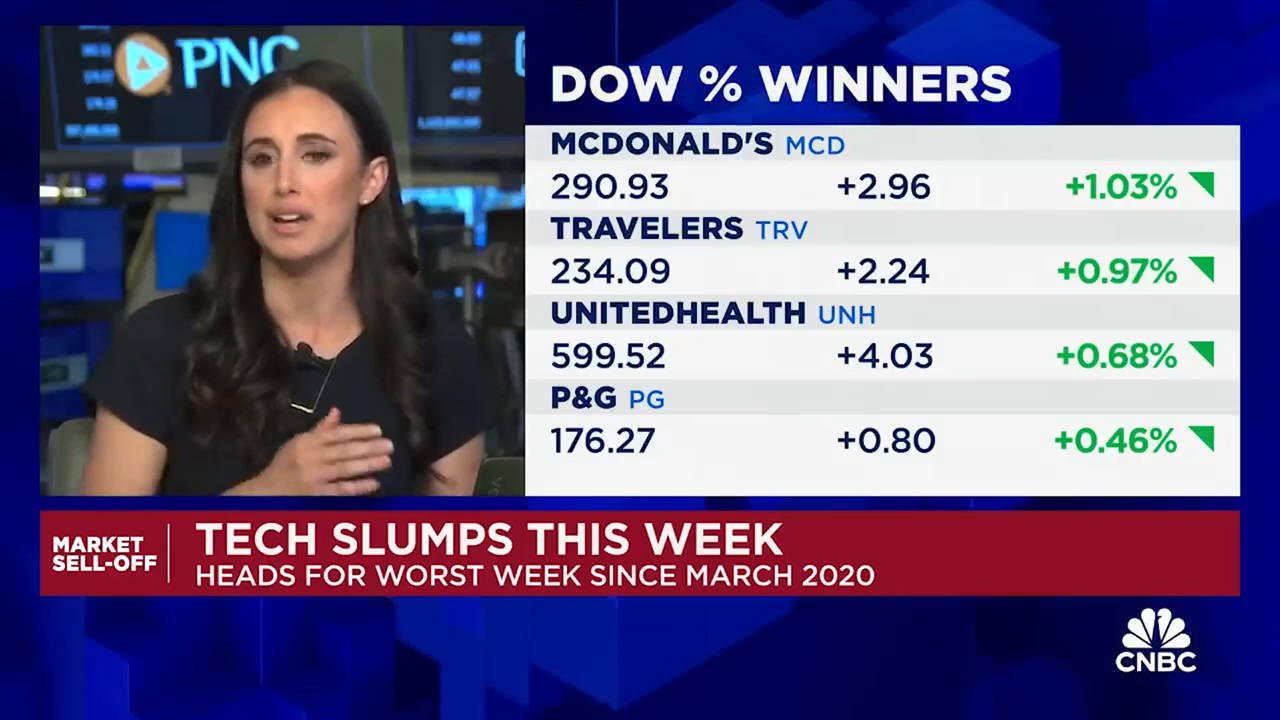 PNC
DOW % WINNERS
MCDONALD'S MCD
290.93 +2.96 +1.03%
TRAVELERS TRV
234.09 +2.24 +0.97%
UNITEDHEALTH UNH
599.52 +4.03 +0.68%
P&G PG
176.27 +0.80 +0.46%
MARKET
SELL-OFF
TECH SLUMPS THIS WEEK
HEADS FOR WORST WEEK SINCE MARCH 2020
CNBC